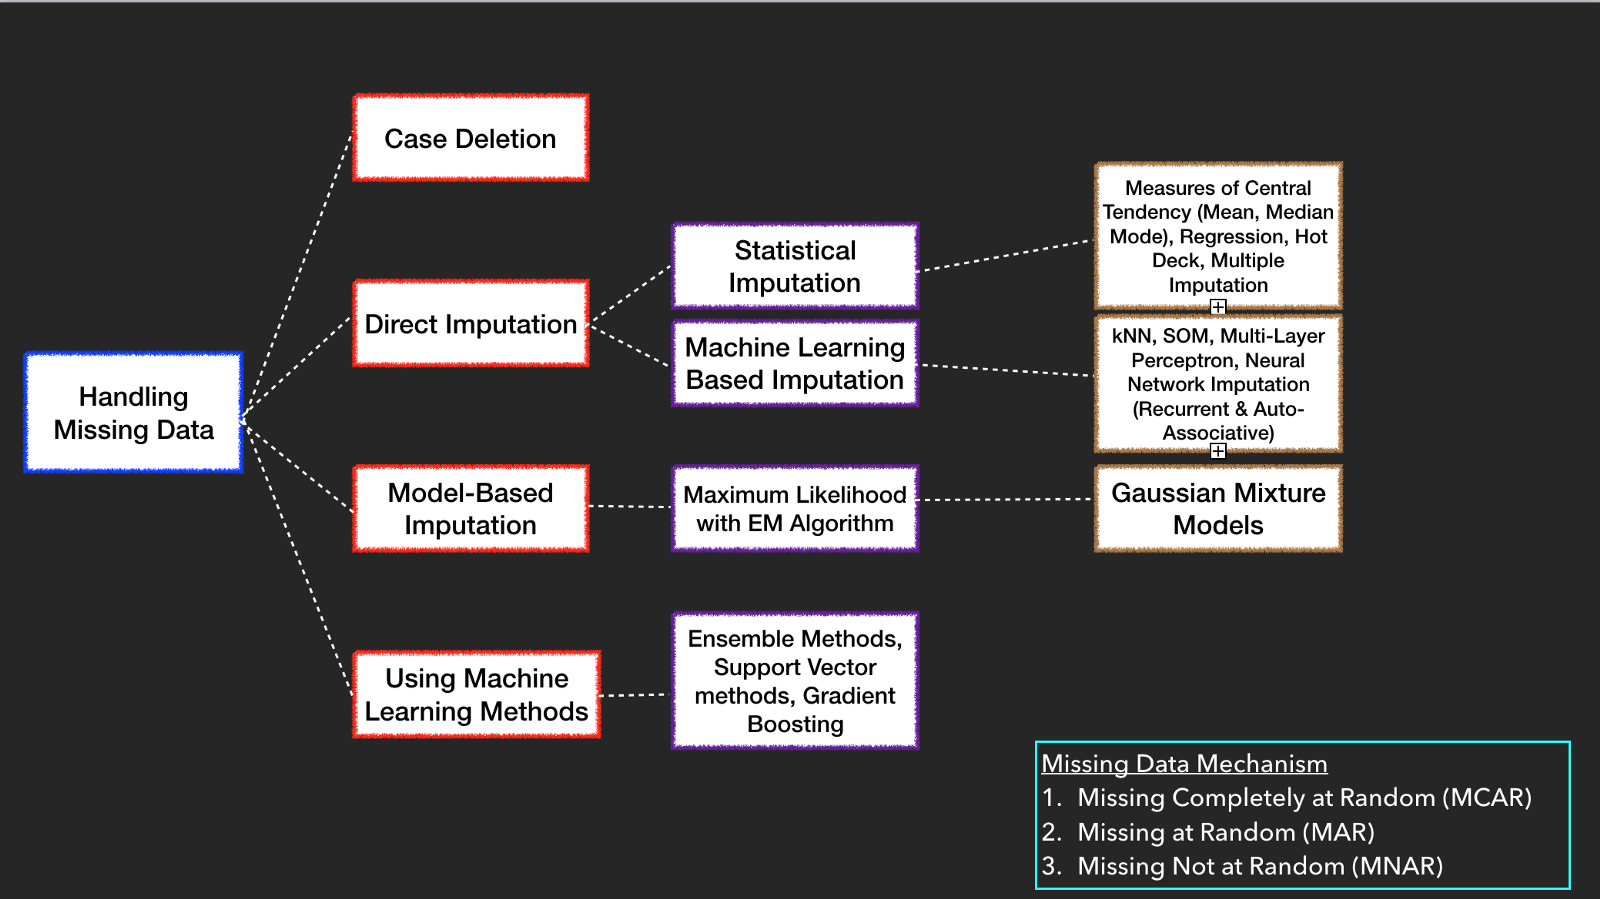 Case Deletion
Measures of Central
Tendency (Mean, Median
Mode), Regression, Hot
Deck, Multiple
Imputation
Statistical
Imputation
Direct Imputation
Machine Learning
Based Imputation
kNN, SOM, Multi-Layer
Perceptron, Neural
Network Imputation
(Recurrent & Auto-
Associative)
Handling
Missing Data
Model-Based
Imputation
Maximum Likelihood
with EM Algorithm
Gaussian Mixture
Models
Using Machine
Learning Methods
Ensemble Methods,
Support Vector
methods, Gradient
Boosting
Missing Data Mechanism
1. Missing Completely at Random (MCAR)
2. Missing at Random (MAR)
3. Missing Not at Random (MNAR)